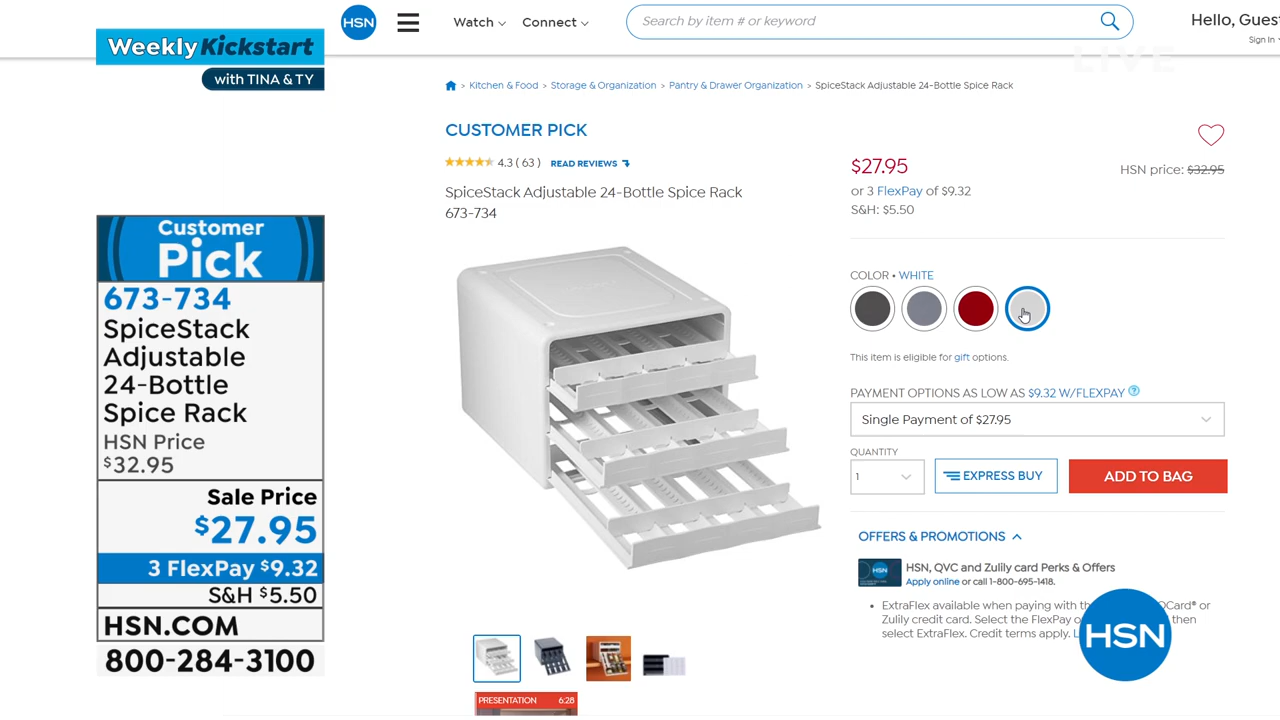 Weekly Kickstart
with TINA & TY
HSN
Watch
Connect
Search by item # or keyword
Hello, Gues
Sign In
LIVE
> Kitchen & Food > Storage & Organization > Pantry & Drawer Organization > SpiceStack Adjustable 24-Bottle Spice Rack
CUSTOMER PICK
4.3 ( 63 ) READ REVIEWS
SpiceStack Adjustable 24-Bottle Spice Rack
673-734
$27.95
HSN price: $32.95
or 3 FlexPay of $9.32
S&H: $5.50
COLOR • WHITE
This item is eligible for gift options.
PAYMENT OPTIONS AS LOW AS $9.32 W/FLEXPAY ?
Single Payment of $27.95
QUANTITY
1
EXPRESS BUY
ADD TO BAG
OFFERS & PROMOTIONS
HSN
HSN, QVC and Zulily card Perks & Offers
Apply online or call 1-800-695-1418.
• ExtraFlex available when paying with th QCard® or
Zulily credit card. Select the FlexPay o then
select ExtraFlex. Credit terms apply. L
HSN
PRESENTATION 6:28
Customer
Pick
673-734
SpiceStack
Adjustable
24-Bottle
Spice Rack
HSN Price
$32.95
Sale Price
$27.95
3 FlexPay $9.32
S&H $5.50
HSN.COM
800-284-3100